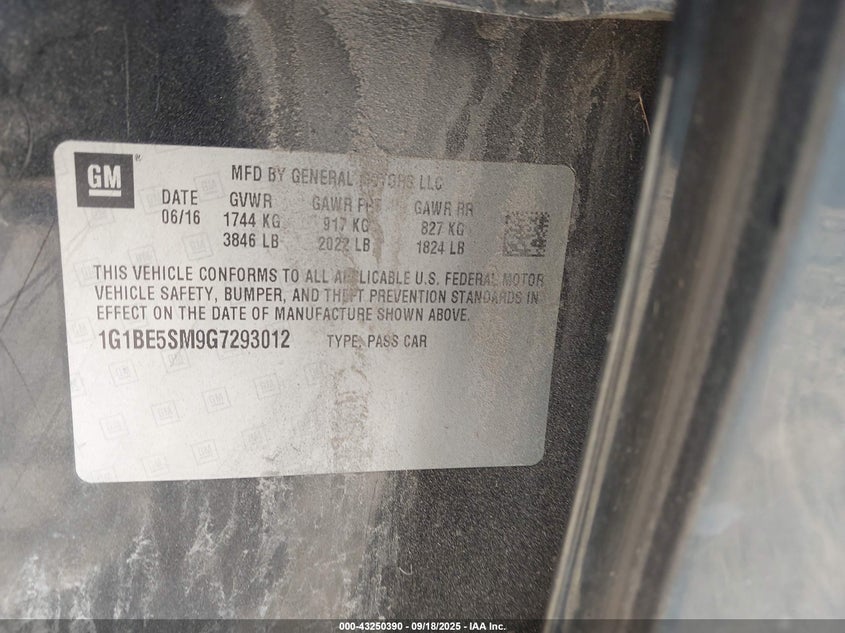 GM
MFD BY GENERAL MOTORS LLC
DATE GVWR GAWR FRT GAWR RR
06/16 1744 KG 917 KG 827 KG
3846 LB 2022 LB 1824 LB
THIS VEHICLE CONFORMS TO ALL APPLICABLE U.S. FEDERAL MOTOR
VEHICLE SAFETY, BUMPER, AND THEFT PREVENTION STANDARDS IN
EFFECT ON THE DATE OF MANUFACTURE SHOWN ABOVE.
1G1BE5SM9G7293012 TYPE: PASS CAR
000-43250390 - 09/18/2025 - IAA Inc.